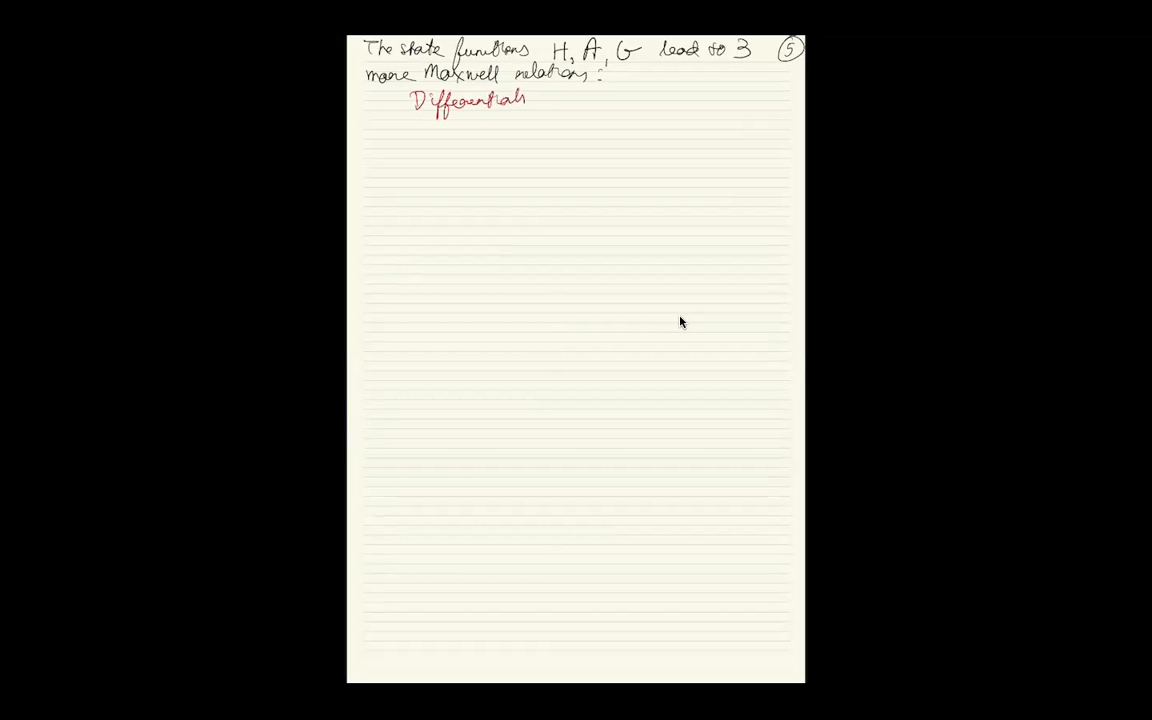 The state functions H, A, G lead to 3 5
more Maxwell relations :
Differentials